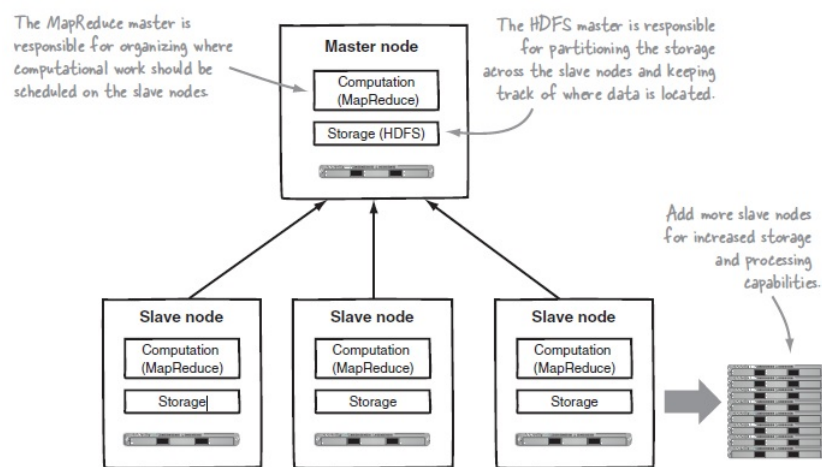 The MapReduce master is
responsible for organizing where
computational work should be
scheduled on the slave nodes.
Master node
Computation
(MapReduce)
Storage (HDFS)
The HDFS master is responsible
for partitioning the storage
across the slave nodes and keeping
track of where data is located.
Add more slave nodes
for increased storage
and processing
capabilities.
Slave node
Computation
(MapReduce)
Storage
Slave node
Computation
(MapReduce)
Storage
Slave node
Computation
(MapReduce)
Storage